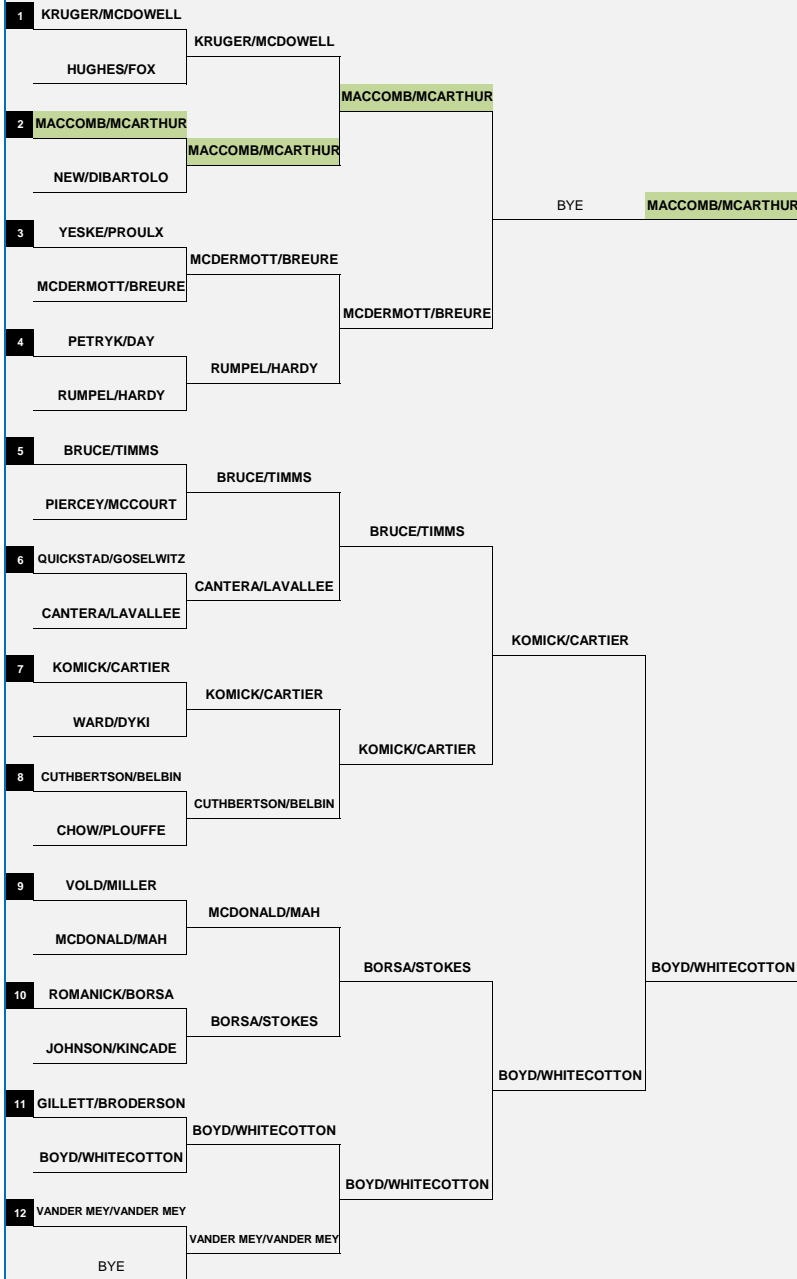 1 KRUGER/MCDOWELL
KRUGER/MCDOWELL
HUGHES/FOX
MACCOMB/MCARTHUR
2 MACCOMB/MCARTHUR
MACCOMB/MCARTHUR
NEW/DIBARTOLO
BYE MACCOMB/MCARTHUR
3 YESKE/PROULX
MCDERMOTT/BREURE
MCDERMOTT/BREURE
MCDERMOTT/BREURE
4 PETRYK/DAY
RUMPEL/HARDY
RUMPEL/HARDY
5 BRUCE/TIMMS
BRUCE/TIMMS
PIERCEY/MCCOURT
BRUCE/TIMMS
6 QUICKSTAD/GOSELWITZ
CANTERA/LAVALLEE
CANTERA/LAVALLEE
KOMICK/CARTIER
7 KOMICK/CARTIER
KOMICK/CARTIER
WARD/DYKI
KOMICK/CARTIER
8 CUTHBERTSON/BELBIN
CUTHBERTSON/BELBIN
CHOW/PLOUFFE
9 VOLD/MILLER
MCDONALD/MAH
MCDONALD/MAH
BORSA/STOKES BOYD/WHITECOTTON
10 ROMANICK/BORSA
BORSA/STOKES
JOHNSON/KINCADE
BOYD/WHITECOTTON
11 GILLETT/BRODERSON
BOYD/WHITECOTTON
BOYD/WHITECOTTON
BOYD/WHITECOTTON
12 VANDER MEY/VANDER MEY
VANDER MEY/VANDER MEY
BYE